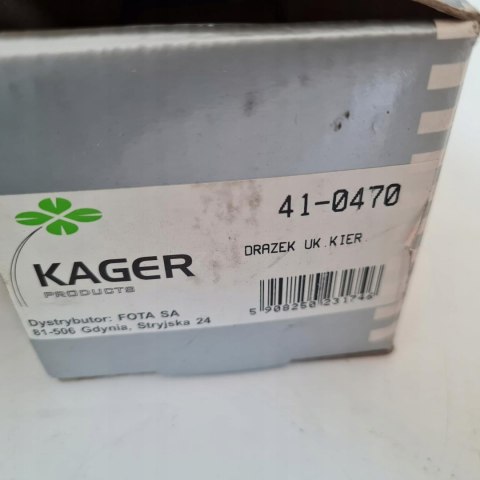 41-0470
DRAZEK UK.KIER.
KAGER
PRODUCTS
5 908250 231746
Dystrybutor: FOTA SA
81-506 Gdynia, Stryjska 24